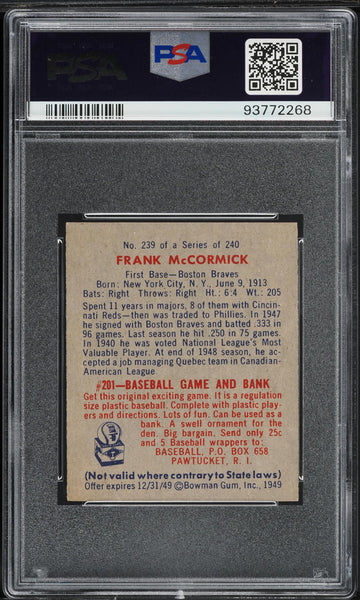 PSA
PSA
93772268
No. 239 of a Series of 240
FRANK McCORMICK
First Base—Boston Braves
Born: New York City, N. Y., June 9, 1913
Bats: Right Throws: Right Ht.: 6:4 Wt.: 205
Spent 11 years in majors, 8 of them with Cincin-
nati Reds—then was traded to Phillies. In 1947
he signed with Boston Braves and batted .333 in
96 games. Last season he hit .250 in 75 games.
In 1940 he was voted National League's Most
Valuable Player. At end of 1948 season, he ac-
cepted a job managing Quebec team in Canadian-
American League.
#201—BASEBALL GAME AND BANK
Get this original exciting game. It is a regulation
size plastic baseball. Complete with plastic players
and directions. Lots of fun. Can be used as a
bank. A swell ornament for the
den. Big bargain. Send only 25c
and 5 Baseball wrappers to:
BASEBALL, P. O. BOX 658
PAWTUCKET, R. I.
(Not valid where contrary to State laws)
Offer expires 12/31/49 ©Bowman Gum, Inc., 1949